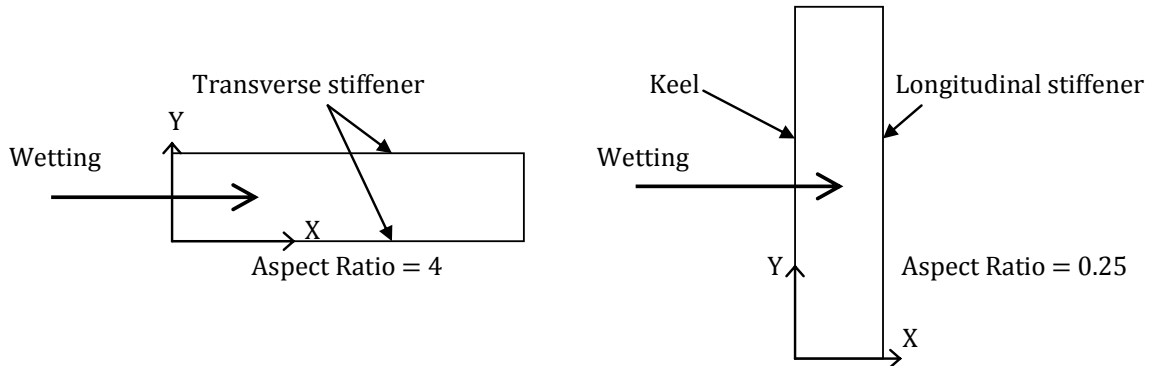 Transverse stiffener
Y
Wetting
X
Aspect Ratio = 4
Keel
Longitudinal stiffener
Wetting
Y
Aspect Ratio = 0.25
X